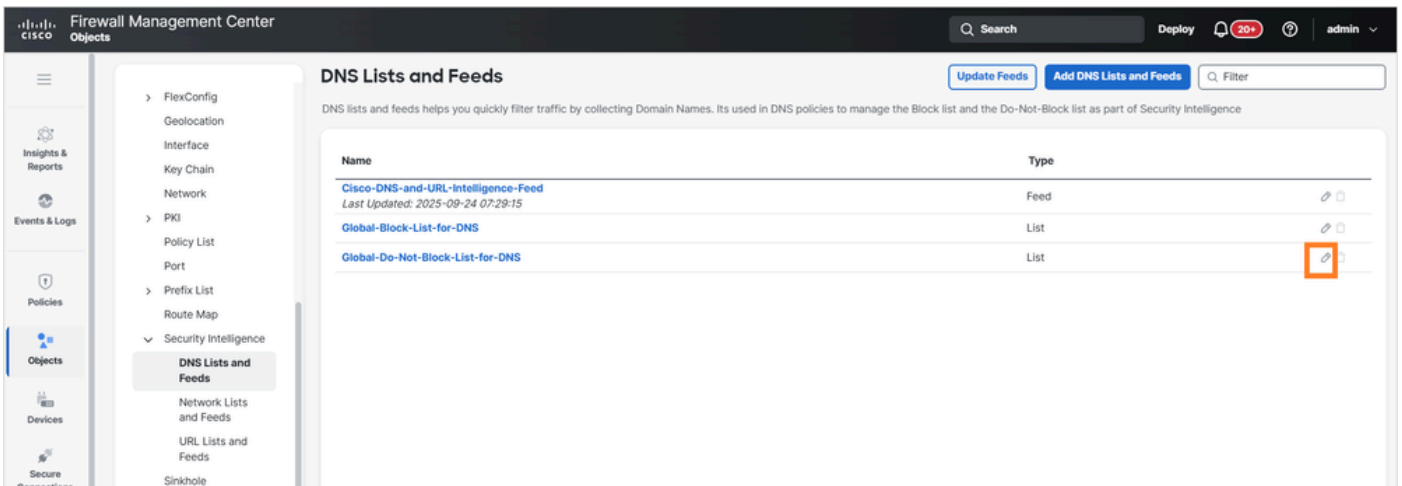 cisco
Firewall Management Center
Objects
Search
Deploy
20+
admin
Insights &
Reports
Events & Logs
Policies
Objects
Devices
Secure
Connections
FlexConfig
Geolocation
Interface
Key Chain
Network
PKI
Policy List
Port
Prefix List
Route Map
Security Intelligence
DNS Lists and
Feeds
Network Lists
and Feeds
URL Lists and
Feeds
Sinkhole
DNS Lists and Feeds
Update Feeds
Add DNS Lists and Feeds
Filter
DNS lists and feeds helps you quickly filter traffic by collecting Domain Names. Its used in DNS policies to manage the Block list and the Do-Not-Block list as part of Security Intelligence
Name Type
Cisco-DNS-and-URL-Intelligence-Feed Feed
Last Updated: 2025-09-24 07:29:15
Global-Block-List-for-DNS List
Global-Do-Not-Block-List-for-DNS List